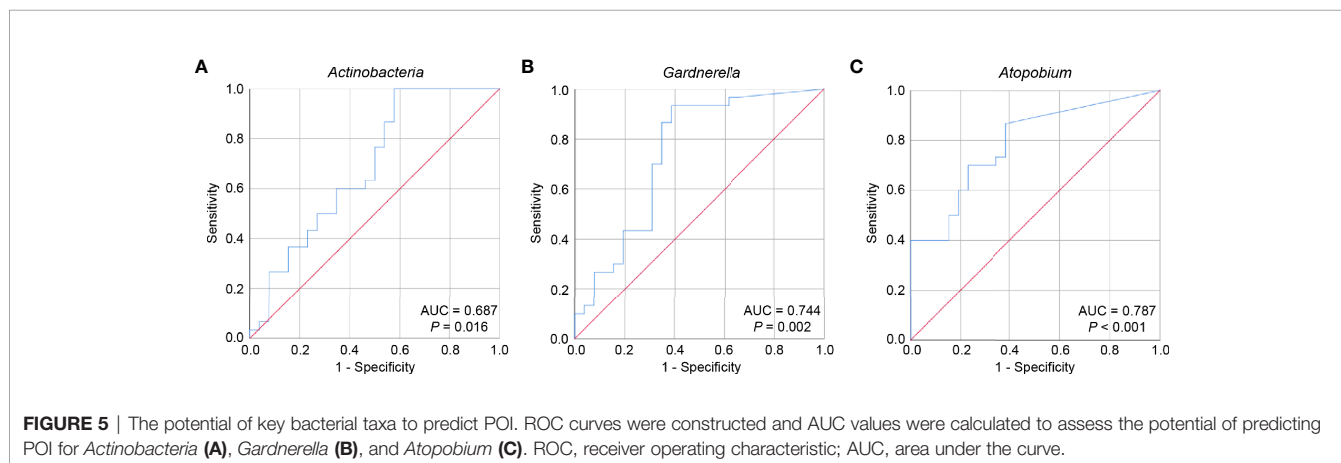 A
Actinobacteria
1.0
0.8
0.6
0.4
0.2
0.0
Sensitivity
AUC = 0.687
P = 0.016
0.0 0.2 0.4 0.6 0.8 1.0
1 - Specificity
B
Gardnerella
1.0
0.8
0.6
0.4
0.2
0.0
Sensitivity
AUC = 0.744
P = 0.002
0.0 0.2 0.4 0.6 0.8 1.0
1 - Specificity
C
Atopobium
1.0
0.8
0.6
0.4
0.2
0.0
Sensitivity
AUC = 0.787
P < 0.001
0.0 0.2 0.4 0.6 0.8 1.0
1 - Specificity
FIGURE 5 | The potential of key bacterial taxa to predict POI. ROC curves were constructed and AUC values were calculated to assess the potential of predicting
POI for Actinobacteria (A), Gardnerella (B), and Atopobium (C). ROC, receiver operating characteristic; AUC, area under the curve.